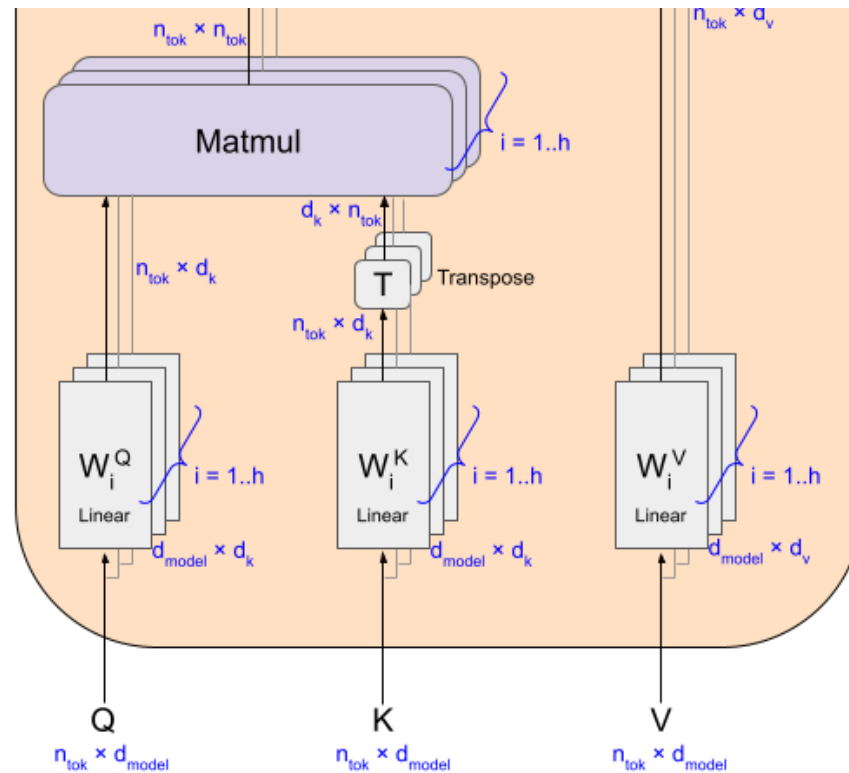 n_tok × n_tok
n_tok × d_v
Matmul
i = 1..h
d_k × n_tok
n_tok × d_k
T
Transpose
n_tok × d_k
W_i^Q
Linear
i = 1..h
W_i^K
Linear
i = 1..h
W_i^V
Linear
i = 1..h
d_model × d_k
d_model × d_k
d_model × d_v
Q
K
V
n_tok × d_model
n_tok × d_model
n_tok × d_model